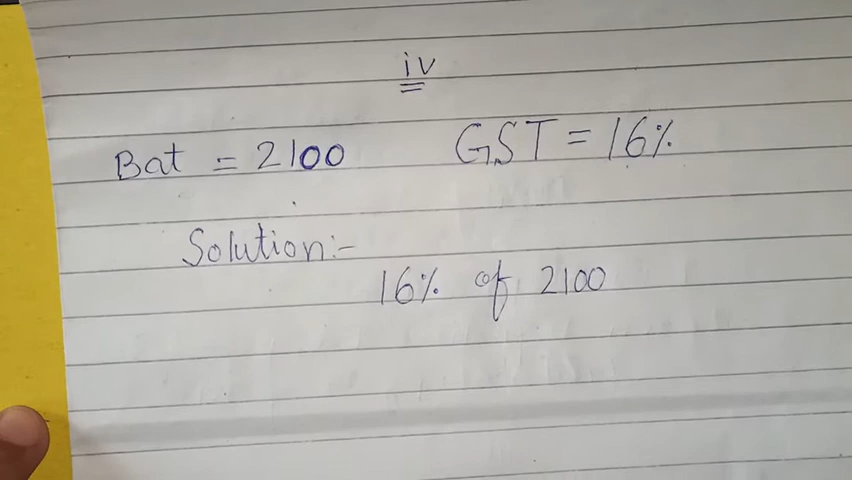 iv
Bat = 2100 GST = 16%
Solution:-
16% of 2100